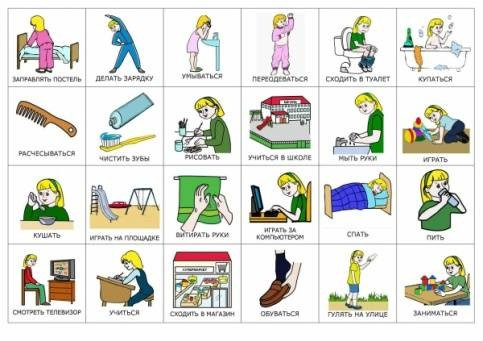 ЗАПРАВЛЯТЬ ПОСТЕЛЬ
ДЕЛАТЬ ЗАРЯДКУ
УМЫВАТЬСЯ
ПЕРЕОДЕВАТЬСЯ
СХОДИТЬ В ТУАЛЕТ
КУПАТЬСЯ
РАСЧЕСЫВАТЬСЯ
ЧИСТИТЬ ЗУБЫ
РИСОВАТЬ
УЧИТЬСЯ В ШКОЛЕ
МЫТЬ РУКИ
ИГРАТЬ
КУШАТЬ
ИГРАТЬ НА ПЛОЩАДКЕ
ВИТИРАТЬ РУКИ
ИГРАТЬ ЗА
КОМПЬЮТЕРОМ
СПАТЬ
ПИТЬ
СМОТРЕТЬ ТЕЛЕВИЗОР
УЧИТЬСЯ
СУПЕРМАРКЕТ
СХОДИТЬ В МАГАЗИН
ОБУВАТЬСЯ
ГУЛЯТЬ НА УЛИЦЕ
ЗАНИМАТЬСЯ